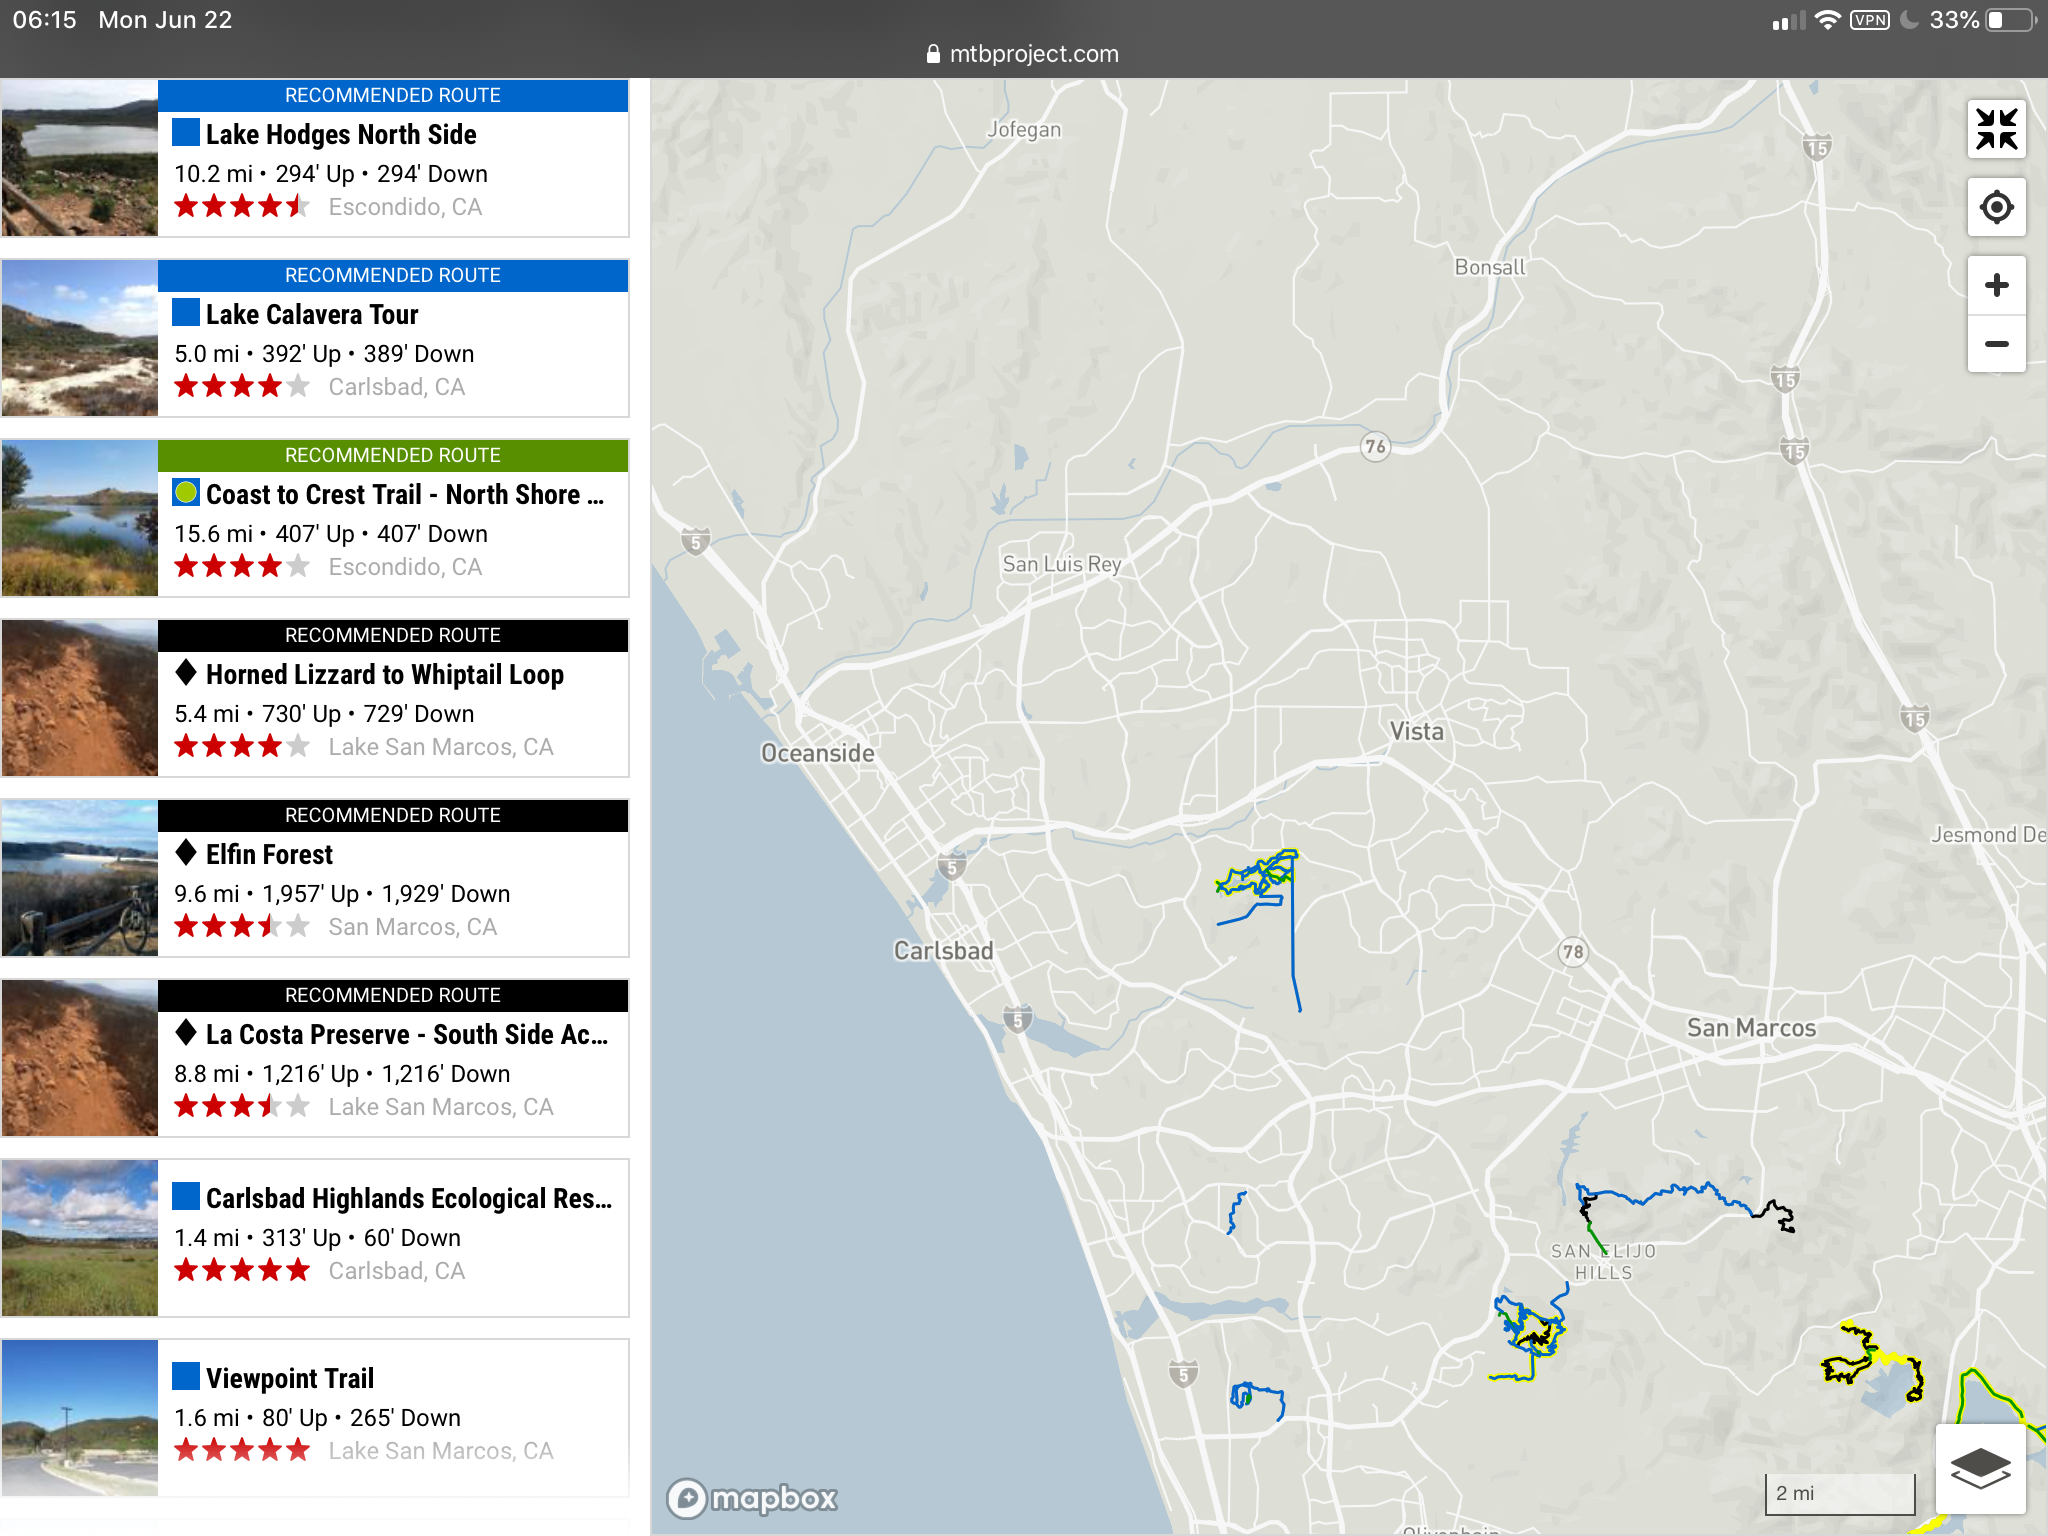 06:15 Mon Jun 22
VPN 33%
mtbproject.com
RECOMMENDED ROUTE
Lake Hodges North Side
10.2 mi • 294' Up • 294' Down
Escondido, CA
RECOMMENDED ROUTE
Lake Calavera Tour
5.0 mi • 392' Up • 389' Down
Carlsbad, CA
RECOMMENDED ROUTE
Coast to Crest Trail - North Shore ...
15.6 mi • 407' Up • 407' Down
Escondido, CA
RECOMMENDED ROUTE
Horned Lizzard to Whiptail Loop
5.4 mi • 730' Up • 729' Down
Lake San Marcos, CA
RECOMMENDED ROUTE
Elfin Forest
9.6 mi • 1,957' Up • 1,929' Down
San Marcos, CA
RECOMMENDED ROUTE
La Costa Preserve - South Side Ac...
8.8 mi • 1,216' Up • 1,216' Down
Lake San Marcos, CA
Carlsbad Highlands Ecological Res...
1.4 mi • 313' Up • 60' Down
Carlsbad, CA
Viewpoint Trail
1.6 mi • 80' Up • 265' Down
Lake San Marcos, CA
Jofegan
15
Bonsall
15
76
15
5
San Luis Rey
15
Vista
Oceanside
Jesmond De
5
Carlsbad
78
5
San Marcos
SAN ELIJO
HILLS
5
2 mi
mapbox
Olivenhain